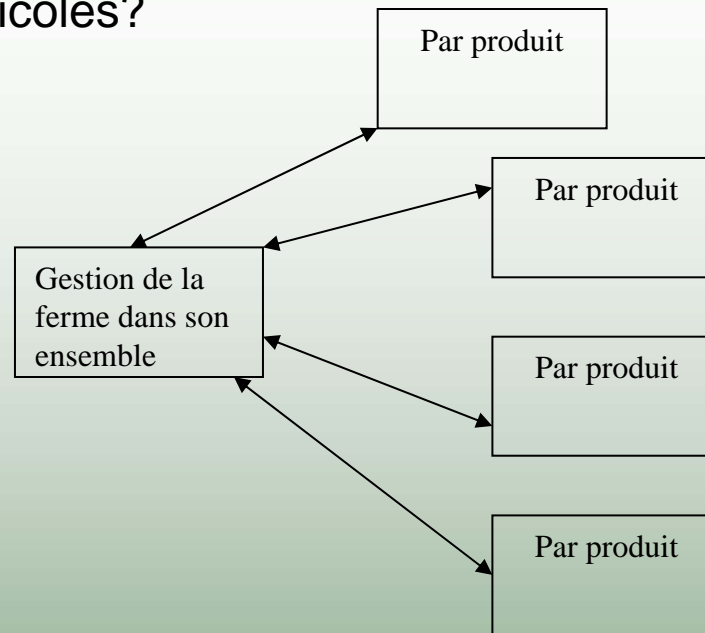 icoles?
Par produit
Par produit
Gestion de la
ferme dans son
ensemble
Par produit
Par produit